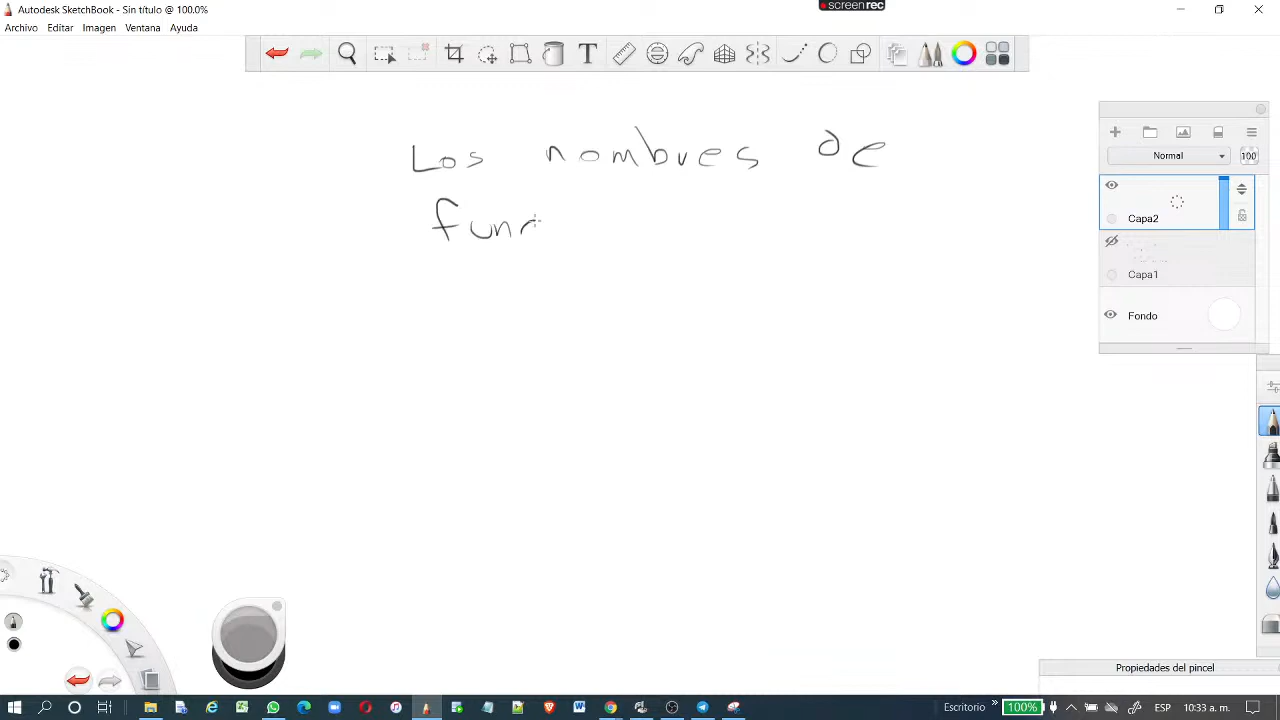 Autodesk SketchBook - Sin título @ 100.0%
screenrec
Archivo Editar Imagen Ventana Ayuda
Los nombres de
Normal 100
Capa2
Capa1
Fondo
Propiedades del pincel
Escritorio 100% ESP 10:33 a. m.